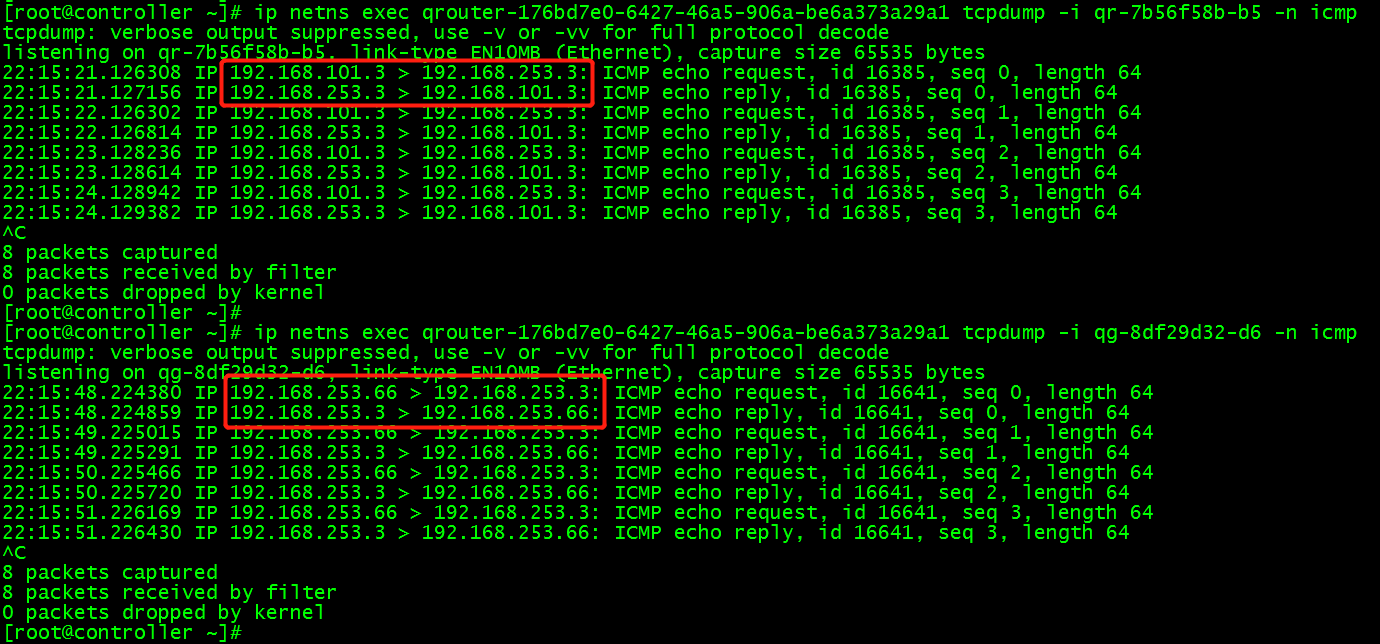 [root@controller ~]# ip netns exec qrouter-176bd7e0-6427-46a5-906a-be6a373a29a1 tcpdump -i qr-7b56f58b-b5 -n icmp
tcpdump: verbose output suppressed, use -v or -vv for full protocol decode
listening on qr-7b56f58b-b5, link-type EN10MB (Ethernet), capture size 65535 bytes
22:15:21.126308 IP 192.168.101.3 > 192.168.253.3: ICMP echo request, id 16385, seq 0, length 64
22:15:21.127156 IP 192.168.253.3 > 192.168.101.3: ICMP echo reply, id 16385, seq 0, length 64
22:15:22.126302 IP 192.168.101.3 > 192.168.253.3: ICMP echo request, id 16385, seq 1, length 64
22:15:22.126814 IP 192.168.253.3 > 192.168.101.3: ICMP echo reply, id 16385, seq 1, length 64
22:15:23.128236 IP 192.168.101.3 > 192.168.253.3: ICMP echo request, id 16385, seq 2, length 64
22:15:23.128614 IP 192.168.253.3 > 192.168.101.3: ICMP echo reply, id 16385, seq 2, length 64
22:15:24.128942 IP 192.168.101.3 > 192.168.253.3: ICMP echo request, id 16385, seq 3, length 64
22:15:24.129382 IP 192.168.253.3 > 192.168.101.3: ICMP echo reply, id 16385, seq 3, length 64
^C
8 packets captured
8 packets received by filter
0 packets dropped by kernel
[root@controller ~]#
[root@controller ~]# ip netns exec qrouter-176bd7e0-6427-46a5-906a-be6a373a29a1 tcpdump -i qg-8df29d32-d6 -n icmp
tcpdump: verbose output suppressed, use -v or -vv for full protocol decode
listening on qg-8df29d32-d6, link-type EN10MB (Ethernet), capture size 65535 bytes
22:15:48.224380 IP 192.168.253.66 > 192.168.253.3: ICMP echo request, id 16641, seq 0, length 64
22:15:48.224859 IP 192.168.253.3 > 192.168.253.66: ICMP echo reply, id 16641, seq 0, length 64
22:15:49.225015 IP 192.168.253.66 > 192.168.253.3: ICMP echo request, id 16641, seq 1, length 64
22:15:49.225291 IP 192.168.253.3 > 192.168.253.66: ICMP echo reply, id 16641, seq 1, length 64
22:15:50.225466 IP 192.168.253.66 > 192.168.253.3: ICMP echo request, id 16641, seq 2, length 64
22:15:50.225720 IP 192.168.253.3 > 192.168.253.66: ICMP echo reply, id 16641, seq 2, length 64
22:15:51.226169 IP 192.168.253.66 > 192.168.253.3: ICMP echo request, id 16641, seq 3, length 64
22:15:51.226430 IP 192.168.253.3 > 192.168.253.66: ICMP echo reply, id 16641, seq 3, length 64
^C
8 packets captured
8 packets received by filter
0 packets dropped by kernel
[root@controller ~]#